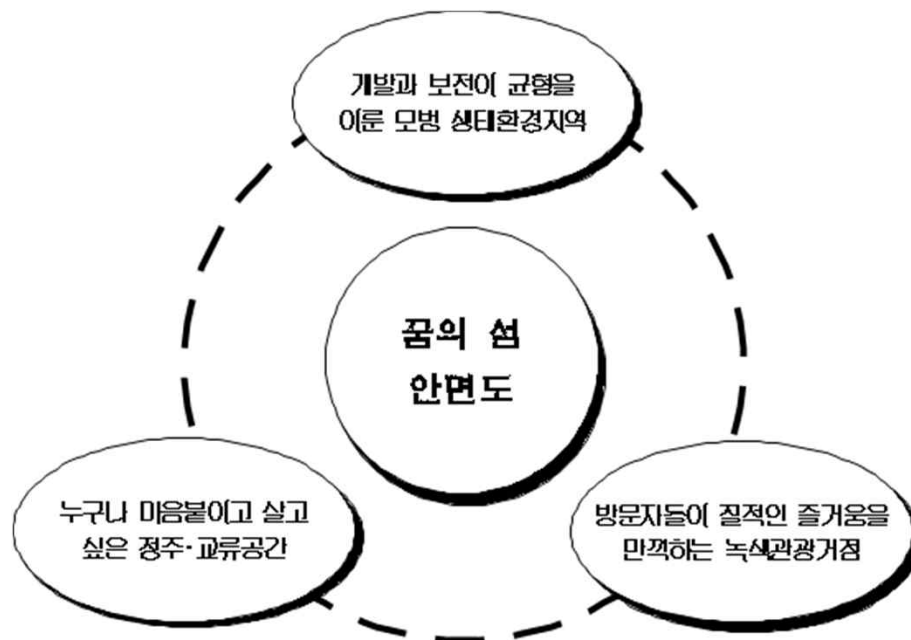 개발과 보전이 균형을
이룬 모범 생태환경지역
꿈의 섬
안면도
누구나 마음붙이고 살고
싶은 정주·교류공간
방문자들이 질적인 즐거움을
만끽하는 녹색관광거점